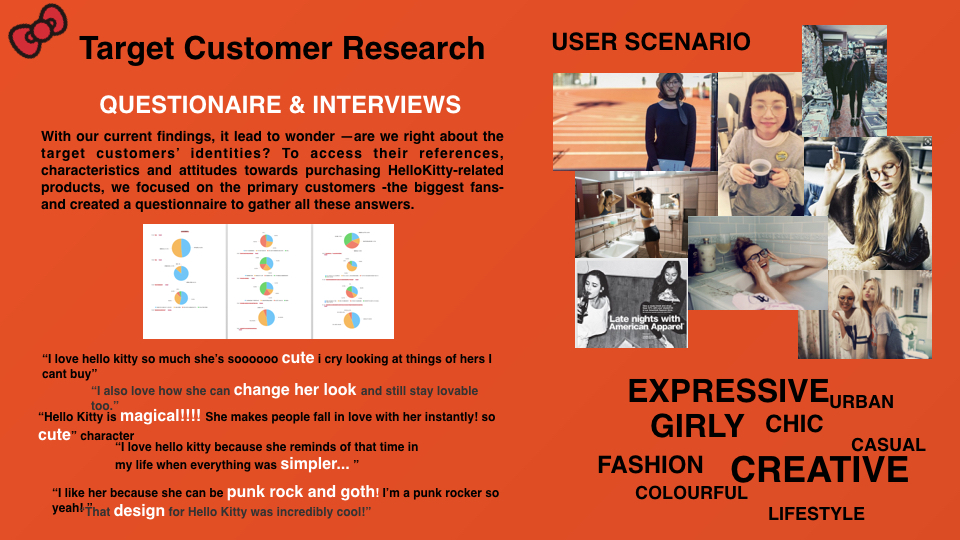 Target Customer Research
QUESTIONAIRE & INTERVIEWS
With our current findings, it lead to wonder —are we right about the
target customers’ identities? To access their references,
characteristics and attitudes towards purchasing HelloKitty-related
products, we focused on the primary customers -the biggest fans-
and created a questionnaire to gather all these answers.
“I love hello kitty so much she’s soooooo cute i cry looking at things of hers I
cant buy”
“I also love how she can change her look and still stay lovable
too.”
“Hello Kitty is magical!!!! She makes people fall in love with her instantly! so
cute” character
“I love hello kitty because she reminds of that time in
my life when everything was simpler... ”
“I like her because she can be punk rock and goth! I’m a punk rocker so
yeah!”
“That design for Hello Kitty was incredibly cool!”
USER SCENARIO
Late nights with
American Apparel
EXPRESSIVE
URBAN
GIRLY
CHIC
CASUAL
FASHION
CREATIVE
COLOURFUL
LIFESTYLE